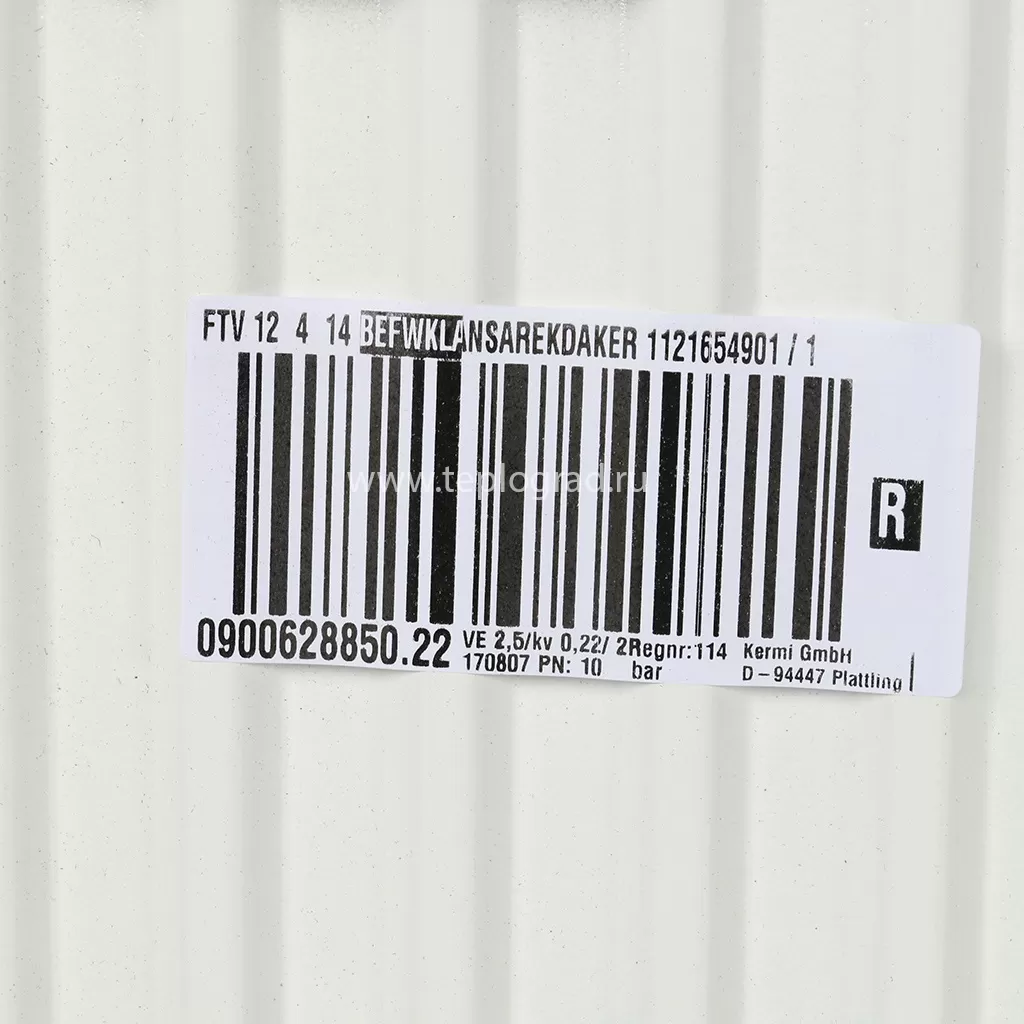 FTV 12 4 14 BEFWKLANSAREKDAKER 1121654901 / 1
www.teplograd.ru
R
0900628850.22
VE 2,5/kv 0,22/ 2Regnr:114
170807 PN: 10 bar
Kermi GmbH
D-94447 Plattling